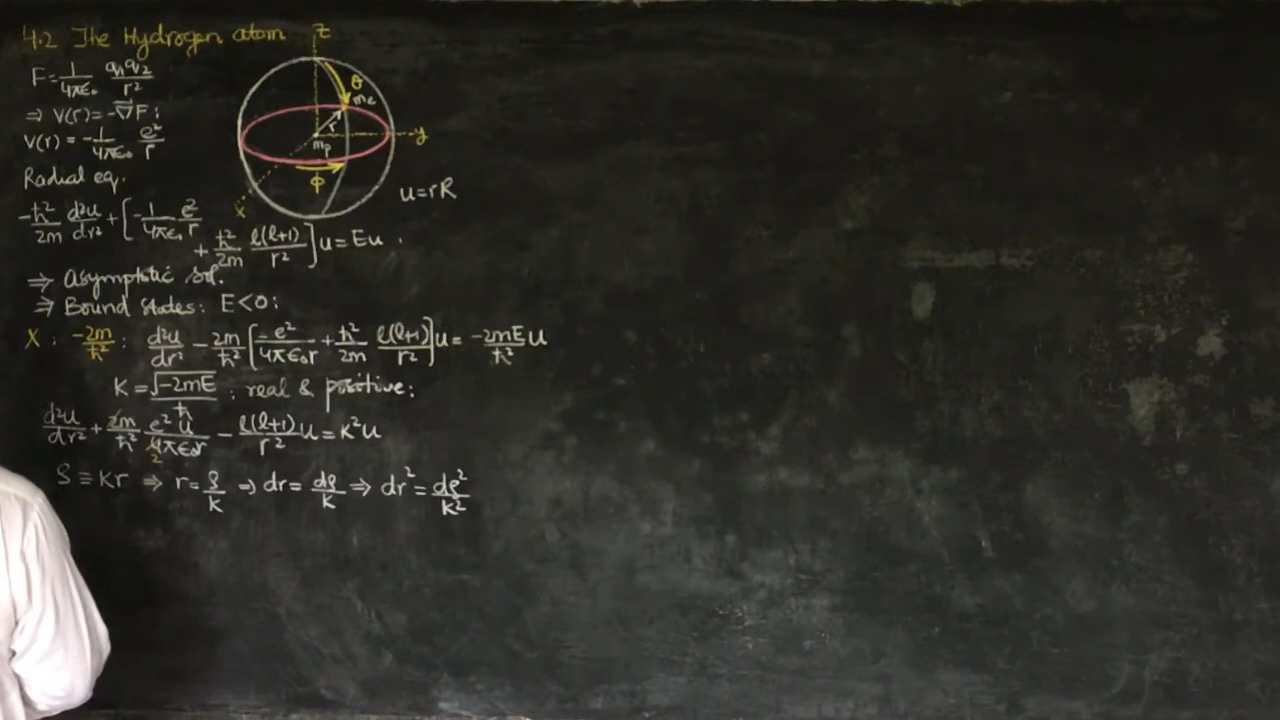 4.2 The Hydrogen atom
F = 1/4πε₀ q₁q₂/r²
⇒ V(r) = -∇⃗F :
V(r) = -1/4πε₀ e²/r
Radial eq.
z
θ
mₑ
r
mₚ
y
φ
x
u = rR
-ħ²/2m d²u/dr² + [-1/4πε₀ e²/r
+ ħ²/2m l(l+1)/r²]u = Eu .
⇒ Asymptotic sol.
⇒ Bound states: E < 0 :
X : -2m/ħ² : d²u/dr² - 2m/ħ² [-e²/4πε₀r + ħ²/2m l(l+1)/r²]u = -2mE/ħ² u
K = √-2mE/ħ : real & positive :
d²u/dr² + 2m/ħ² e²u/4πε₀r - l(l+1)/r² u = K²u
2
ρ ≡ Kr ⇒ r = ρ/K ⇒ dr = dρ/K ⇒ dr² = dρ²/K²